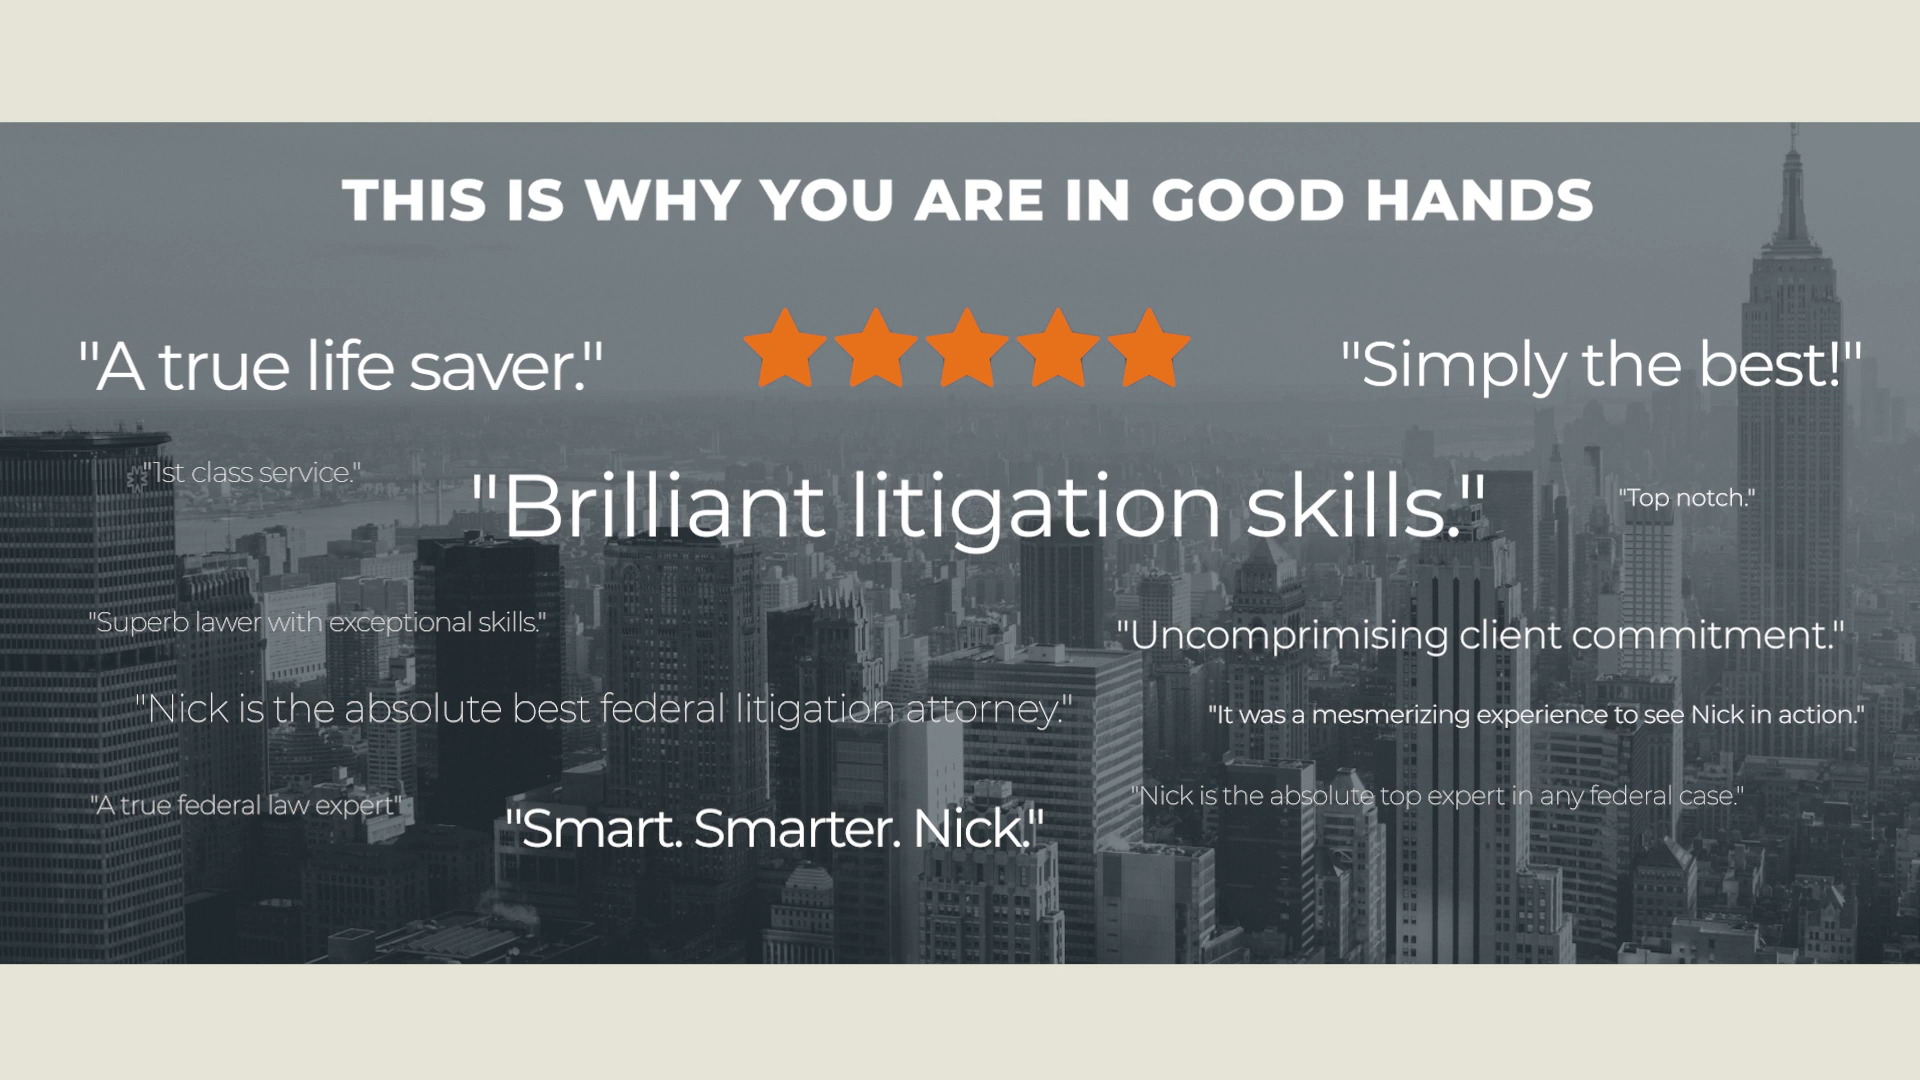 THIS IS WHY YOU ARE IN GOOD HANDS
"A true life saver."
"Simply the best!"
"1st class service."
"Brilliant litigation skills."
"Top notch."
"Superb lawer with exceptional skills."
"Uncomprimising client commitment."
"Nick is the absolute best federal litigation attorney."
"It was a mesmerizing experience to see Nick in action."
"Nick is the absolute top expert in any federal case."
"A true federal law expert"
"Smart. Smarter. Nick."